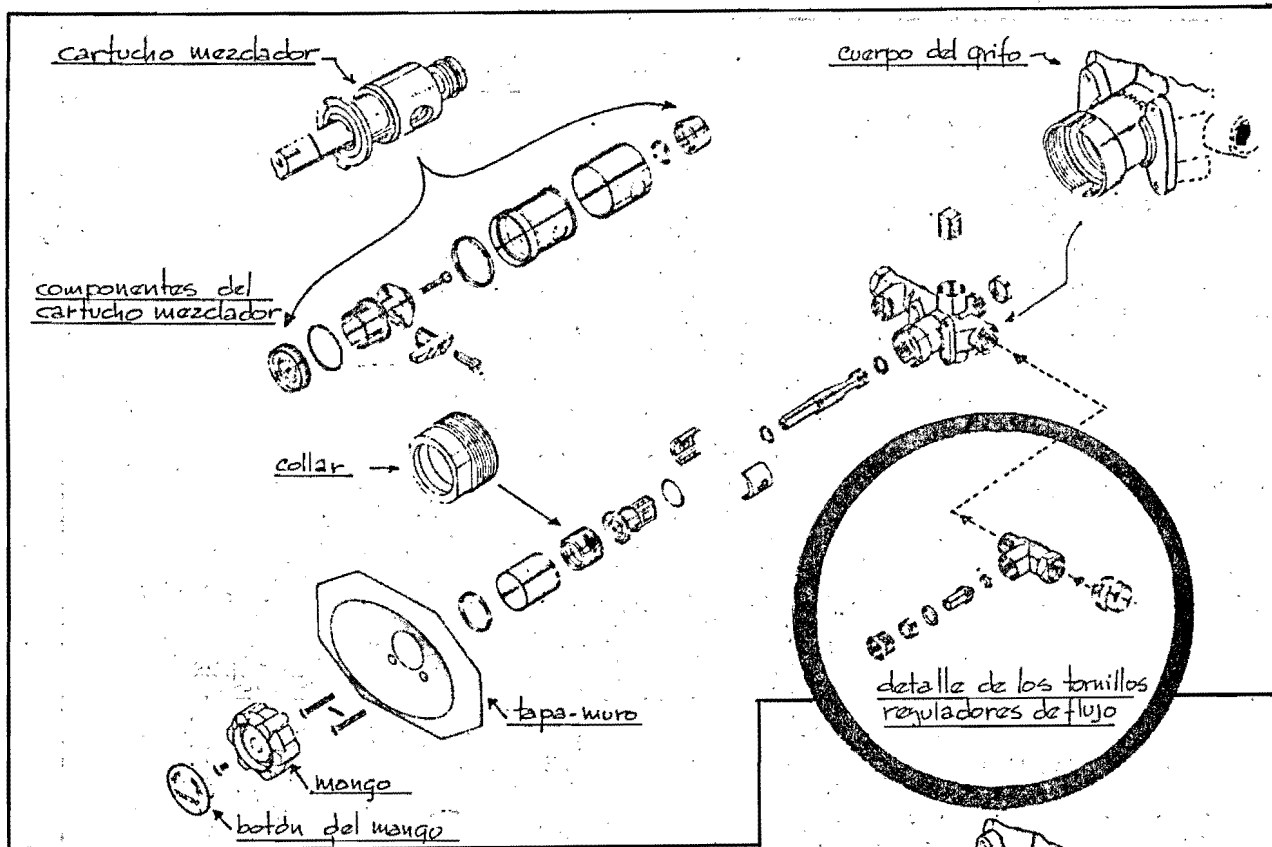 cartucho mezclador
cuerpo del grifo
componentes del
cartucho mezclador
collar
detalle de los tornillos
reguladores de flujo
tapa-muro
mango
botón del mango